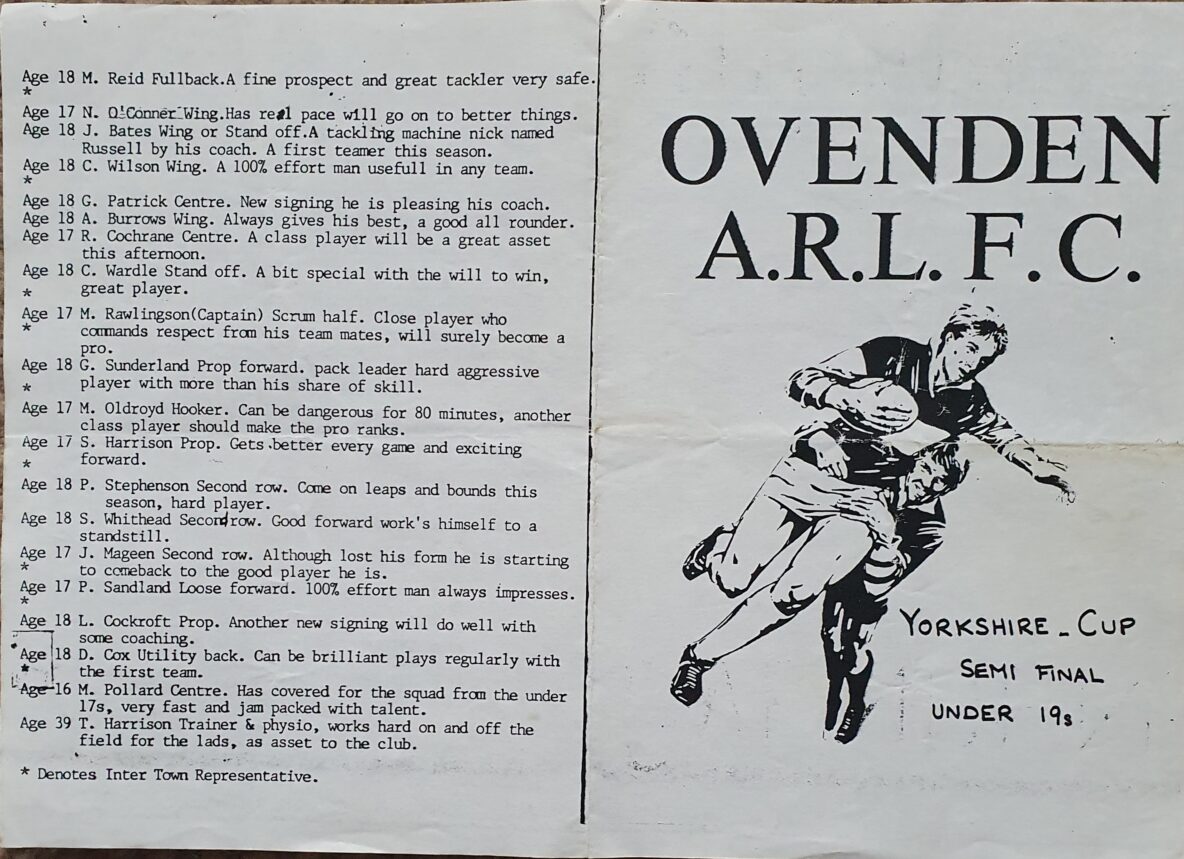 Age 18 M. Reid Fullback.A fine prospect and great tackler very safe.
*
Age 17 N. O'Conner Wing.Has real pace will go on to better things.
Age 18 J. Bates Wing or Stand off.A tackling machine nick named
Russell by his coach. A first teamer this season.
Age 18 C. Wilson Wing. A 100% effort man usefull in any team.
*
Age 18 G. Patrick Centre. New signing he is pleasing his coach.
Age 18 A. Burrows Wing. Always gives his best, a good all rounder.
Age 17 R. Cochrane Centre. A class player will be a great asset
this afternoon.
Age 18 C. Wardle Stand off. A bit special with the will to win,
* great player.
Age 17 M. Rawlingson(Captain) Scrum half. Close player who
* commands respect from his team mates, will surely become a
pro.
Age 18 G. Sunderland Prop forward. pack leader hard aggressive
* player with more than his share of skill.
Age 17 M. Oldroyd Hooker. Can be dangerous for 80 minutes, another
class player should make the pro ranks.
Age 17 S. Harrison Prop. Gets better every game and exciting
* forward.
Age 18 P. Stephenson Second row. Come on leaps and bounds this
season, hard player.
Age 18 S. Whithead Second row. Good forward work's himself to a
standstill.
Age 17 J. Mageen Second row. Although lost his form he is starting
* to comeback to the good player he is.
Age 17 P. Sandland Loose forward. 100% effort man always impresses.
*
Age 18 L. Cockroft Prop. Another new signing will do well with
some coaching.
Age 18 D. Cox Utility back. Can be brilliant plays regularly with
* the first team.
Age 16 M. Pollard Centre. Has covered for the squad from the under
17s, very fast and jam packed with talent.
Age 39 T. Harrison Trainer & physio, works hard on and off the
field for the lads, as asset to the club.
* Denotes Inter Town Representative.
OVENDEN
A.R.L. F.C.
YORKSHIRE - CUP
SEMI FINAL
UNDER 19s